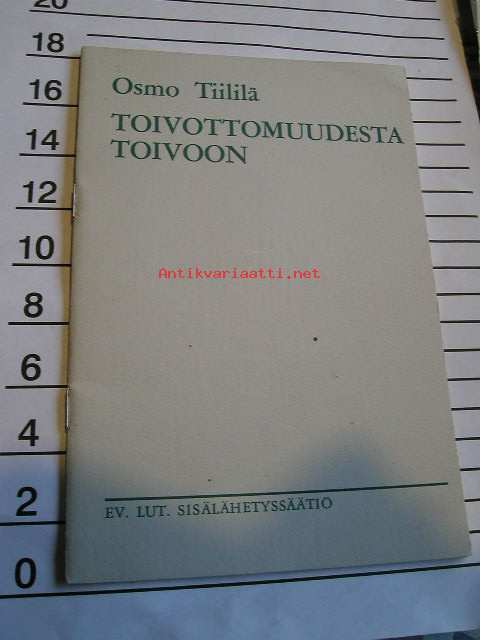 20
18
16
14
12
10
8
6
4
2
0
Osmo Tiililä
TOIVOTTOMUUDESTA
TOIVOON
Antikvariaatti.net
EV. LUT. SISÄLÄHETYSSÄÄTIÖ